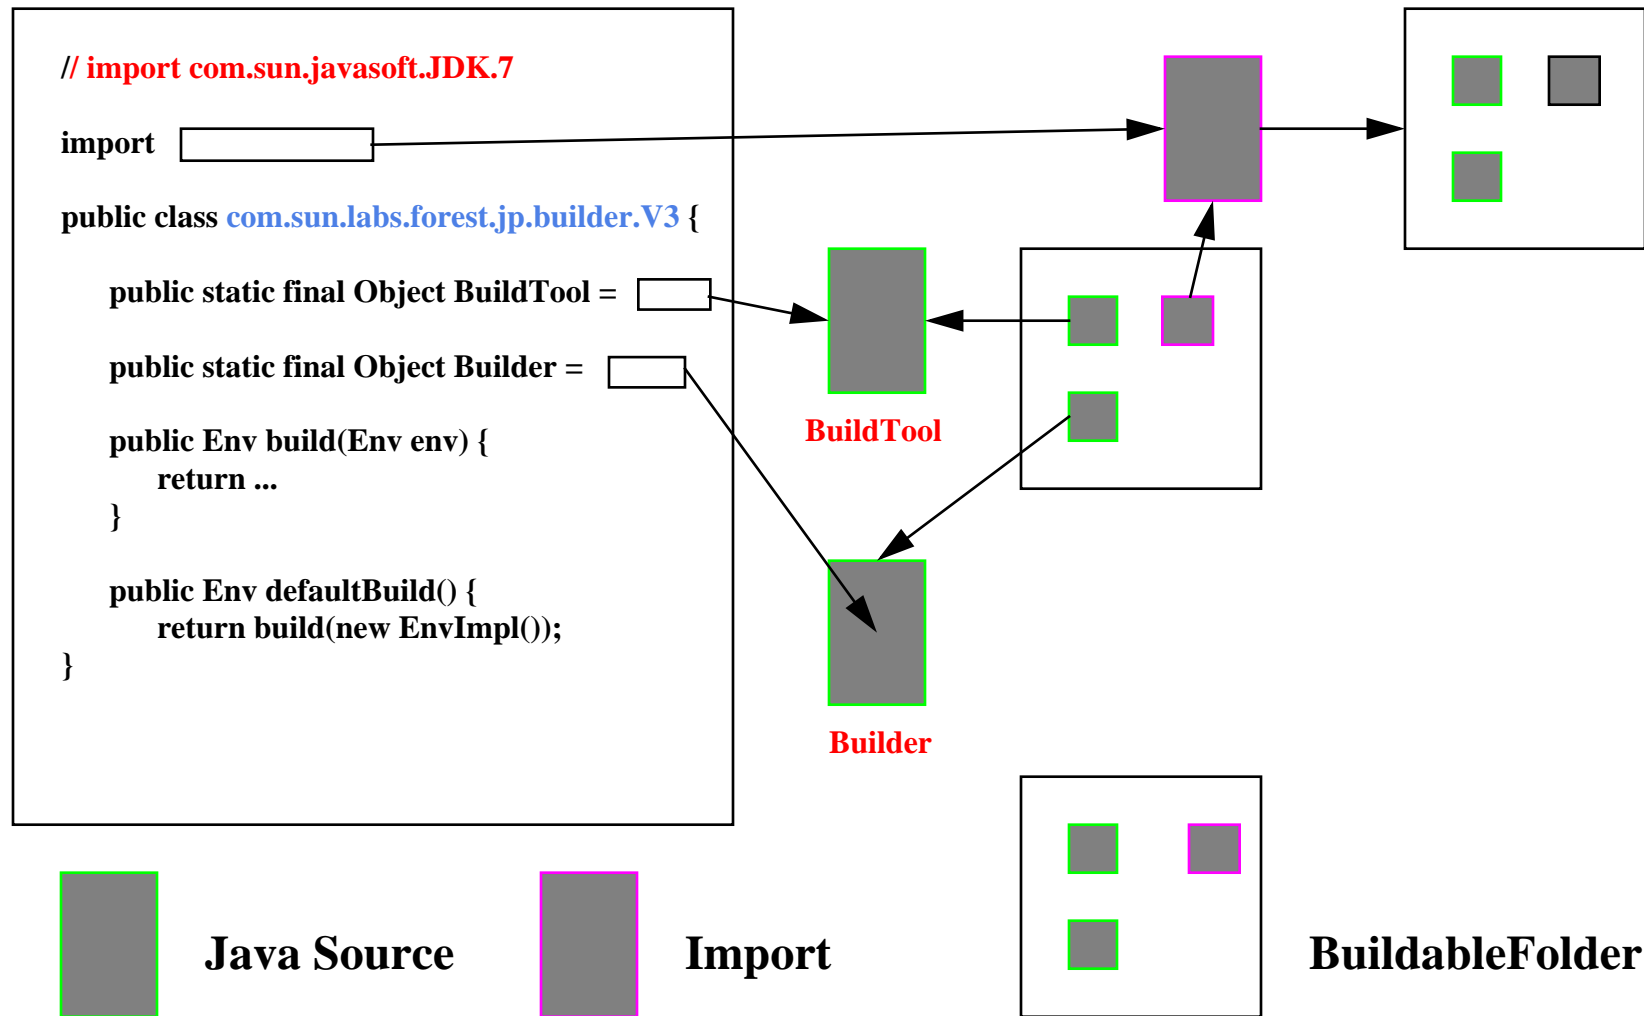 // import com.sun.javasoft.JDK.7
import
public class com.sun.labs.forest.jp.builder.V3 {
public static final Object BuildTool =
public static final Object Builder =
public Env build(Env env) {
return ...
}
public Env defaultBuild() {
return build(new EnvImpl());
}
BuildTool
Builder
Java Source
Import
BuildableFolder